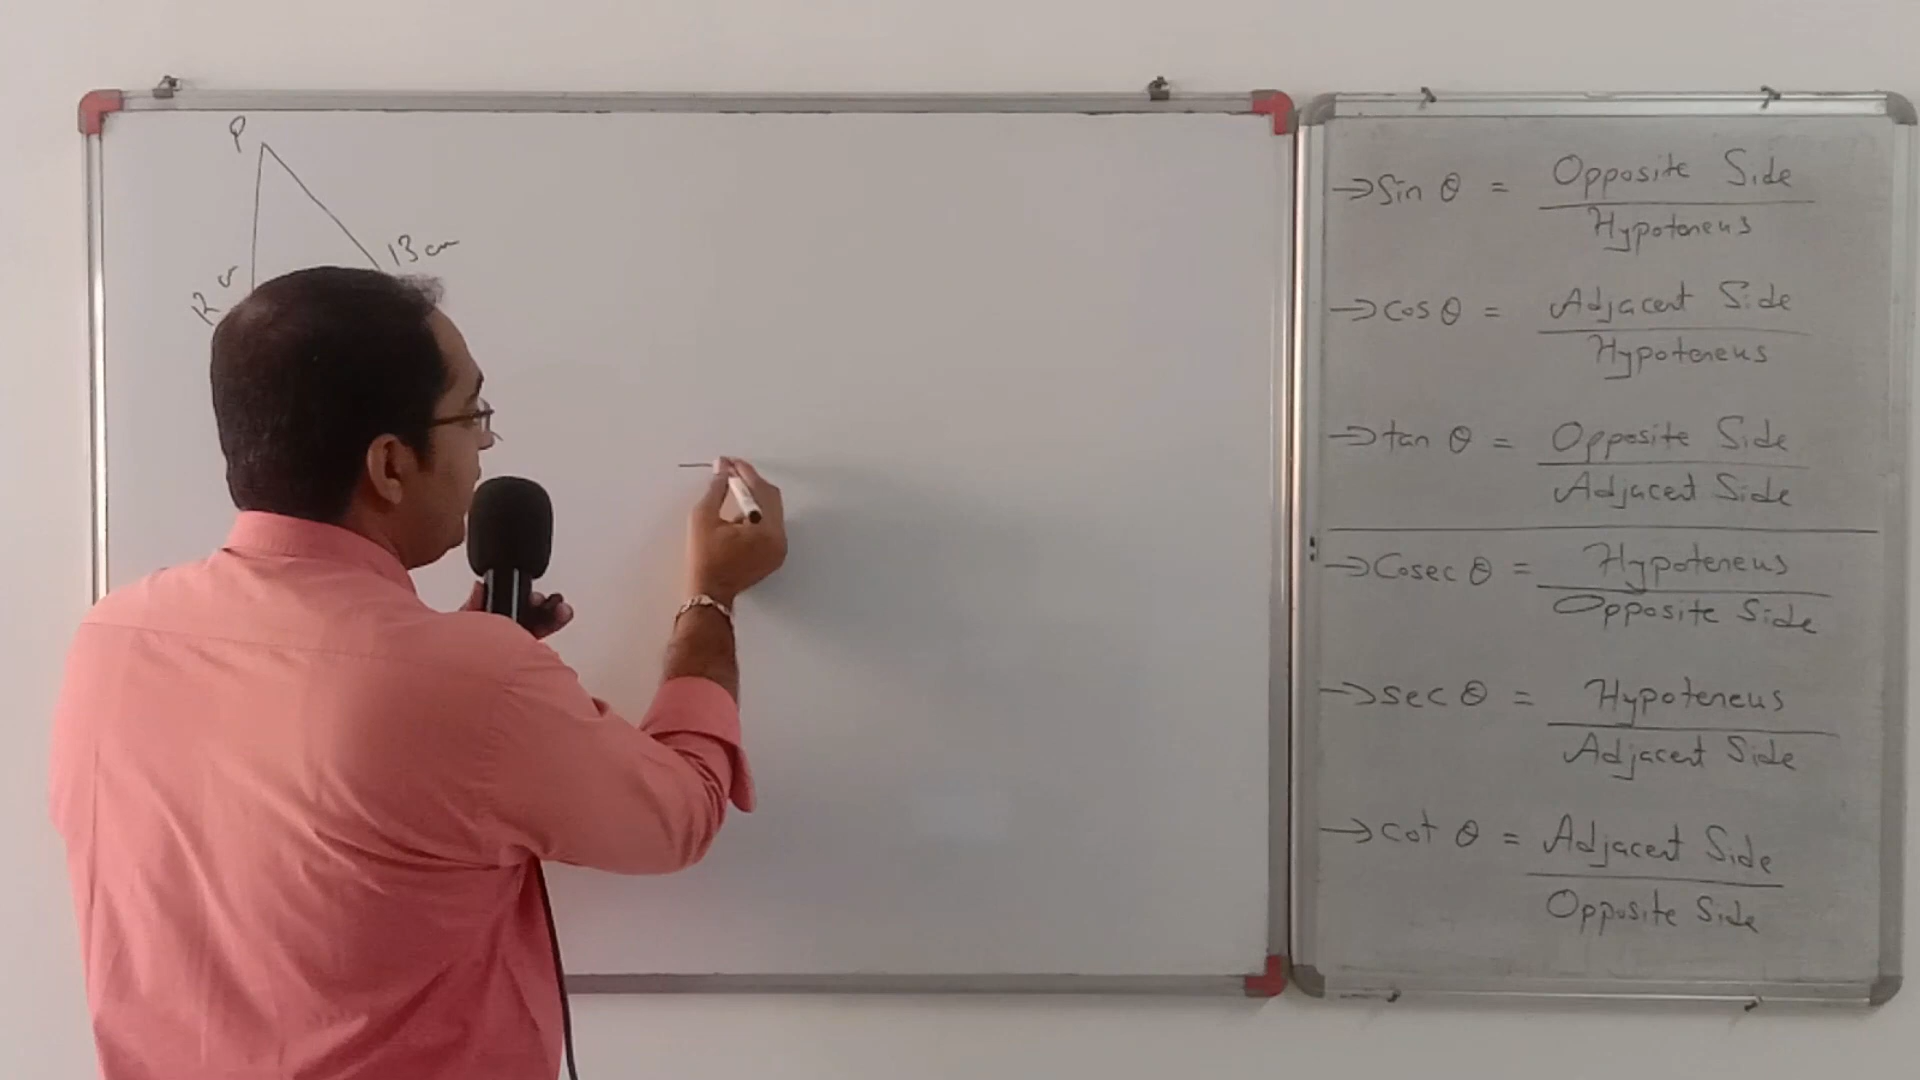 P
13 cm
12
→ Sin θ = Opposite Side
Hypoteneus
→ cos θ = Adjacent Side
Hypoteneus
→ tan θ = Opposite Side
Adjacent Side
→ Cosec θ = Hypoteneus
Opposite Side
→ sec θ = Hypoteneus
Adjacent Side
→ cot θ = Adjacent Side
Opposite Side